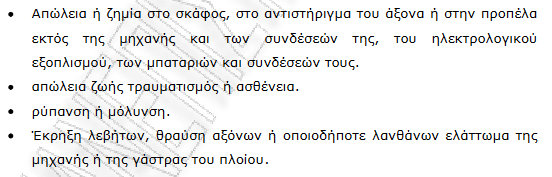 • Απώλεια ή ζημία στο σκάφος, στο αντιστήριγμα του άξονα ή στην προπέλα
εκτός της μηχανής και των συνδέσεών της, του ηλεκτρολογικού
εξοπλισμού, των μπαταριών και συνδέσεών τους.
• απώλεια ζωής τραυματισμός ή ασθένεια.
• ρύπανση ή μόλυνση.
• Έκρηξη λεβήτων, θραύση αξόνων ή οποιοδήποτε λανθάνων ελάττωμα της
μηχανής ή της γάστρας του πλοίου.